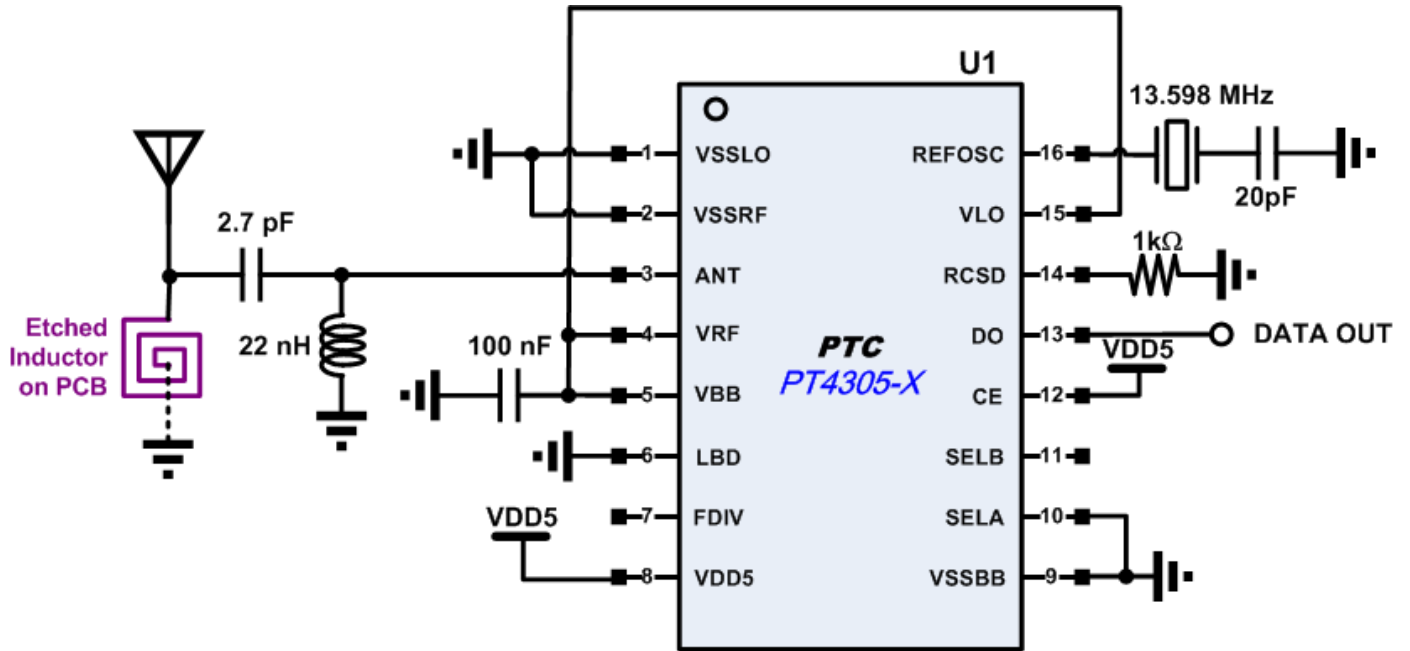 U1
13.598 MHz
20pF
1kΩ
DATA OUT
VDD5
2.7 pF
22 nH
Etched
Inductor
on PCB
100 nF
VDD5
1 VSSLO REFOSC 16
2 VSSRF VLO 15
3 ANT RCSD 14
4 VRF DO 13
5 VBB CE 12
6 LBD SELB 11
7 FDIV SELA 10
8 VDD5 VSSBB 9
PTC
PT4305-X